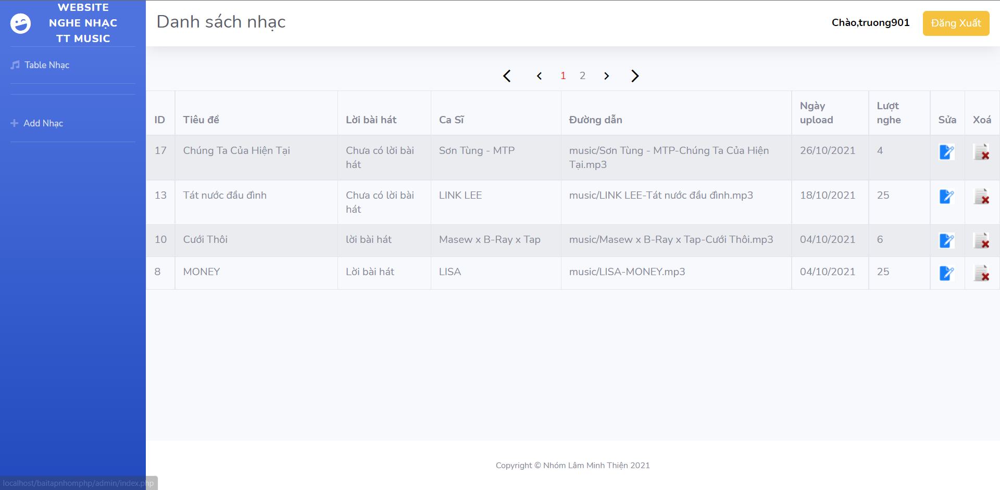 WEBSITE
NGHE NHẠC
TT MUSIC
Table Nhạc
Add Nhạc
Danh sách nhạc
Chào,truong901
Đăng Xuất
1 2
ID Tiêu đề Lời bài hát Ca Sĩ Đường dẫn Ngày upload Lượt nghe Sửa Xoá
17 Chúng Ta Của Hiện Tại Chưa có lời bài hát Sơn Tùng - MTP music/Sơn Tùng - MTP-Chúng Ta Của Hiện Tại.mp3 26/10/2021 4
13 Tát nước đầu đình Chưa có lời bài hát LINK LEE music/LINK LEE-Tát nước đầu đình.mp3 18/10/2021 25
10 Cưới Thôi lời bài hát Masew x B-Ray x Tap music/Masew x B-Ray x Tap-Cưới Thôi.mp3 04/10/2021 6
8 MONEY Lời bài hát LISA music/LISA-MONEY.mp3 04/10/2021 25
Copyright © Nhóm Lâm Minh Thiện 2021
localhost/baitapnhomphp/admin/index.php